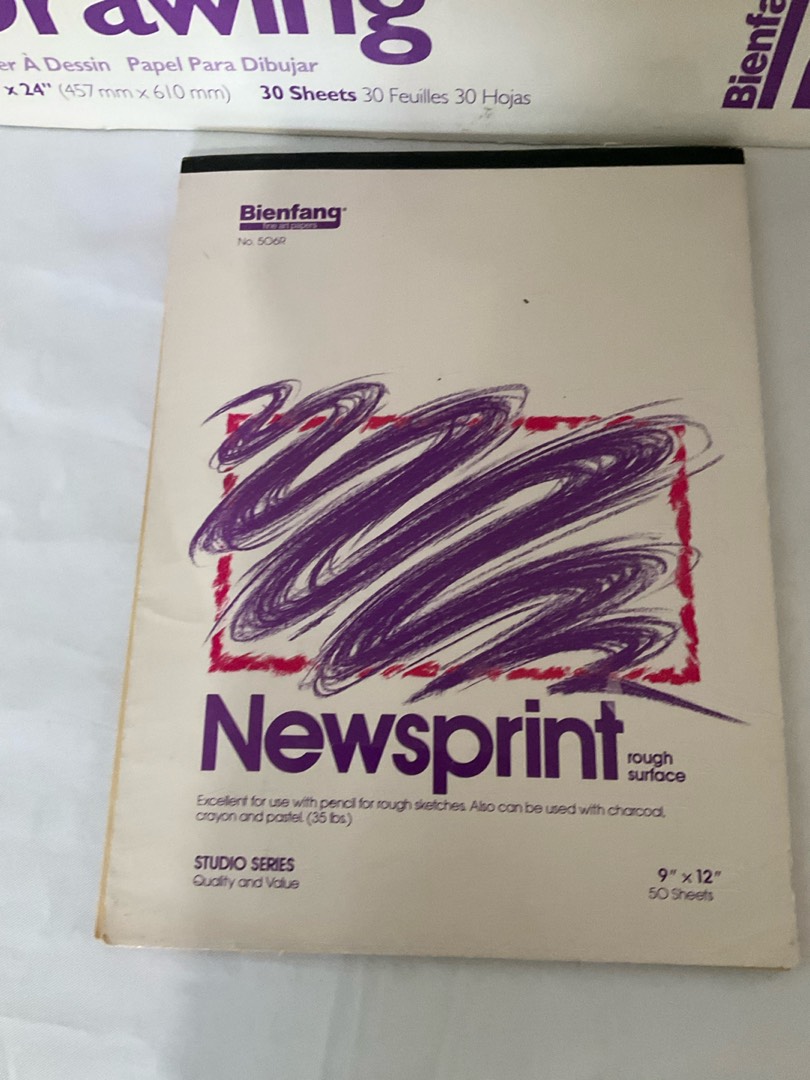 er À Dessin Papel Para Dibujar
x 24" (457 mm x 610 mm) 30 Sheets 30 Feuilles 30 Hojas
Bienfa
Bienfang
fine art papers
No. 506R
Newsprint
rough
surface
Excellent for use with pencil for rough sketches. Also can be used with charcoal,
crayon and pastel. (35 lbs.)
STUDIO SERIES
Quality and Value
9" x 12"
50 Sheets